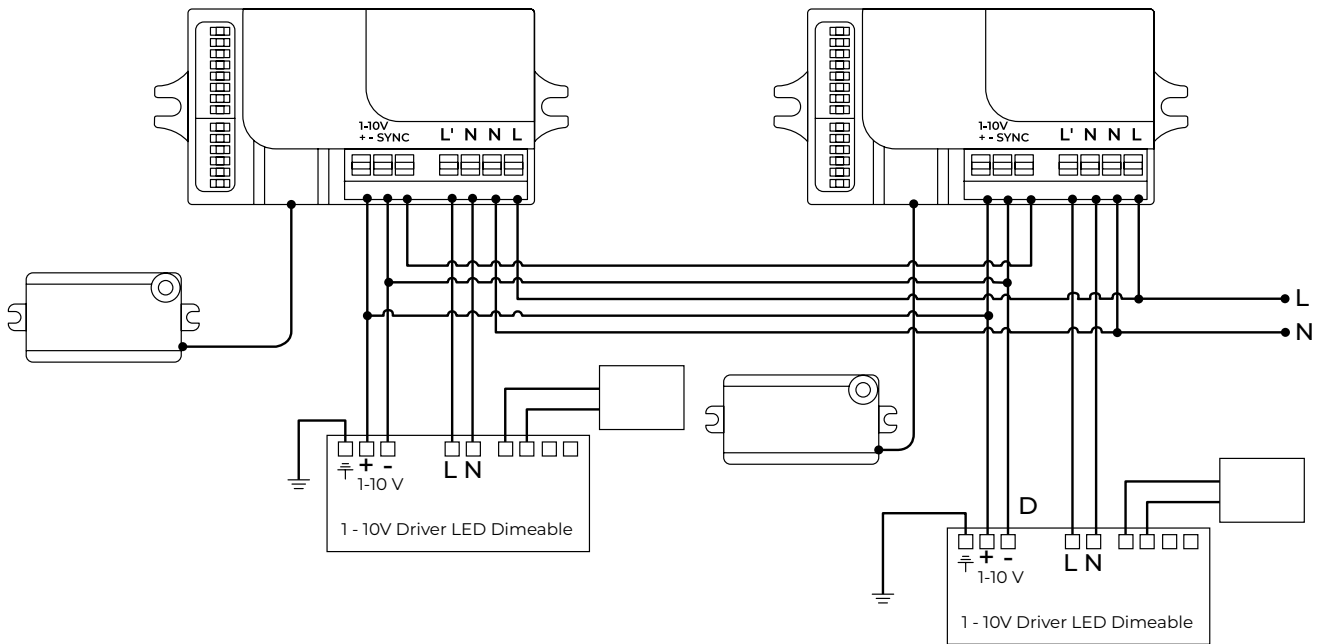 1-10V
+ - SYNC L' N N L
1-10V
+ - SYNC L' N N L
L
N
+ - L N
1-10 V
1 - 10V Driver LED Dimeable
D
+ - L N
1-10 V
1 - 10V Driver LED Dimeable